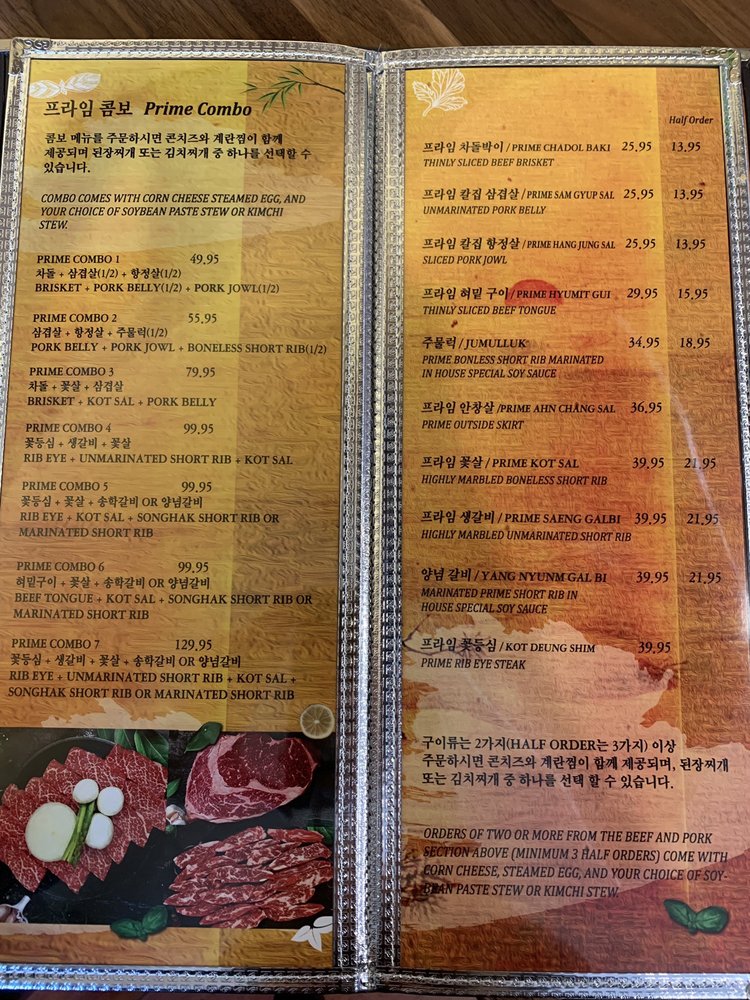 프라임 콤보 Prime Combo
콤보 메뉴를 주문하시면 콘치즈와 계란찜이 함께
제공되며 된장찌개 또는 김치찌개 중 하나를 선택할 수
있습니다.
COMBO COMES WITH CORN CHEESE STEAMED EGG, AND
YOUR CHOICE OF SOYBEAN PASTE STEW OR KIMCHI
STEW.
PRIME COMBO 1 49.95
차돌 + 삼겹살(1/2) + 항정살(1/2)
BRISKET + PORK BELLY(1/2) + PORK JOWL(1/2)
PRIME COMBO 2 55.95
삼겹살 + 항정살 + 주물럭(1/2)
PORK BELLY + PORK JOWL + BONELESS SHORT RIB(1/2)
PRIME COMBO 3 79.95
차돌 + 꽃살 + 삼겹살
BRISKET + KOT SAL + PORK BELLY
PRIME COMBO 4 99.95
꽃등심 + 생갈비 + 꽃살
RIB EYE + UNMARINATED SHORT RIB + KOT SAL
PRIME COMBO 5 99.95
꽃등심 + 꽃살 + 송학갈비 OR 양념갈비
RIB EYE + KOT SAL + SONGHAK SHORT RIB OR
MARINATED SHORT RIB
PRIME COMBO 6 99.95
혀밑구이 + 꽃살 + 송학갈비 OR 양념갈비
BEEF TONGUE + KOT SAL + SONGHAK SHORT RIB OR
MARINATED SHORT RIB
PRIME COMBO 7 129.95
꽃등심 + 생갈비 + 꽃살 + 송학갈비 OR 양념갈비
RIB EYE + UNMARINATED SHORT RIB + KOT SAL +
SONGHAK SHORT RIB OR MARINATED SHORT RIB
Half Order
프라임 차돌박이 / PRIME CHADOL BAKI 25.95 13.95
THINLY SLICED BEEF BRISKET
프라임 칼집 삼겹살 / PRIME SAM GYUP SAL 25.95 13.95
UNMARINATED PORK BELLY
프라임 칼집 항정살 / PRIME HANG JUNG SAL 25.95 13.95
SLICED PORK JOWL
프라임 혀밑 구이 / PRIME HYUMIT GUI 29.95 15.95
THINLY SLICED BEEF TONGUE
주물럭 / JUMULLUK 34.95 18.95
PRIME BONLESS SHORT RIB MARINATED
IN HOUSE SPECIAL SOY SAUCE
프라임 안창살 /PRIME AHN CHANG SAL 36.95
PRIME OUTSIDE SKIRT
프라임 꽃살 / PRIME KOT SAL 39.95 21.95
HIGHLY MARBLED BONELESS SHORT RIB
프라임 생갈비 / PRIME SAENG GALBI 39.95 21.95
HIGHLY MARBLED UNMARINATED SHORT RIB
양념 갈비 / YANG NYUNM GAL BI 39.95 21.95
MARINATED PRIME SHORT RIB IN
HOUSE SPECIAL SOY SAUCE
프라임 꽃등심 / KOT DEUNG SHIM 39.95
PRIME RIB EYE STEAK
구이류는 2가지(HALF ORDER는 3가지) 이상
주문하시면 콘치즈와 계란찜이 함께 제공되며, 된장찌개
또는 김치찌개 중 하나를 선택 할 수 있습니다.
ORDERS OF TWO OR MORE FROM THE BEEF AND PORK
SECTION ABOVE (MINIMUM 3 HALF ORDERS) COME WITH
CORN CHEESE, STEAMED EGG, AND YOUR CHOICE OF SOY-
BEAN PASTE STEW OR KIMCHI STEW.